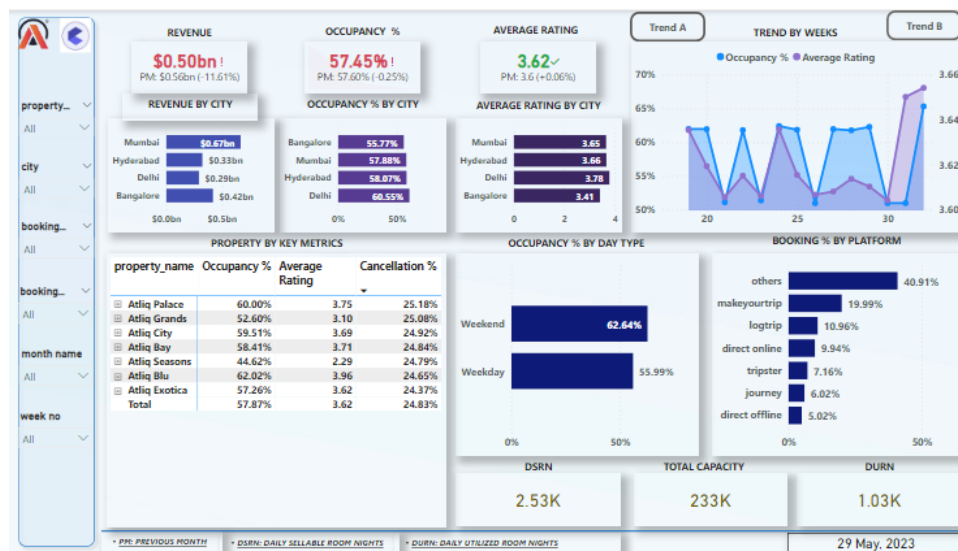 REVENUE
$0.50bn !
PM: $0.56bn (-11.61%)
OCCUPANCY %
57.45% !
PM: 57.60% (-0.25%)
AVERAGE RATING
3.62✓
PM: 3.6 (+0.06%)
Trend A
TREND BY WEEKS
Trend B
Occupancy % Average Rating
70%
65%
60%
55%
50%
3.66
3.64
3.62
3.60
20 25 30
property...
All
city
All
booking...
All
booking...
All
month name
All
week no
All
REVENUE BY CITY
Mumbai $0.67bn
Hyderabad $0.33bn
Delhi $0.29bn
Bangalore $0.42bn
$0.0bn $0.5bn
OCCUPANCY % BY CITY
Bangalore 55.77%
Mumbai 57.88%
Hyderabad 58.07%
Delhi 60.55%
0% 50%
AVERAGE RATING BY CITY
Mumbai 3.65
Hyderabad 3.66
Delhi 3.78
Bangalore 3.41
0 2 4
PROPERTY BY KEY METRICS
property_name Occupancy % Average Rating Cancellation %
Atliq Palace 60.00% 3.75 25.18%
Atliq Grands 52.60% 3.10 25.08%
Atliq City 59.51% 3.69 24.92%
Atliq Bay 58.41% 3.71 24.84%
Atliq Seasons 44.62% 2.29 24.79%
Atliq Blu 62.02% 3.96 24.65%
Atliq Exotica 57.26% 3.62 24.37%
Total 57.87% 3.62 24.83%
OCCUPANCY % BY DAY TYPE
Weekend 62.64%
Weekday 55.99%
0% 50%
BOOKING % BY PLATFORM
others 40.91%
makeyourtrip 19.99%
logtrip 10.96%
direct online 9.94%
tripster 7.16%
journey 6.02%
direct offline 5.02%
0% 50%
DSRN
2.53K
TOTAL CAPACITY
233K
DURN
1.03K
• PM: PREVIOUS MONTH
• DSRN: DAILY SELLABLE ROOM NIGHTS
• DURN: DAILY UTILIZED ROOM NIGHTS
29 May, 2023